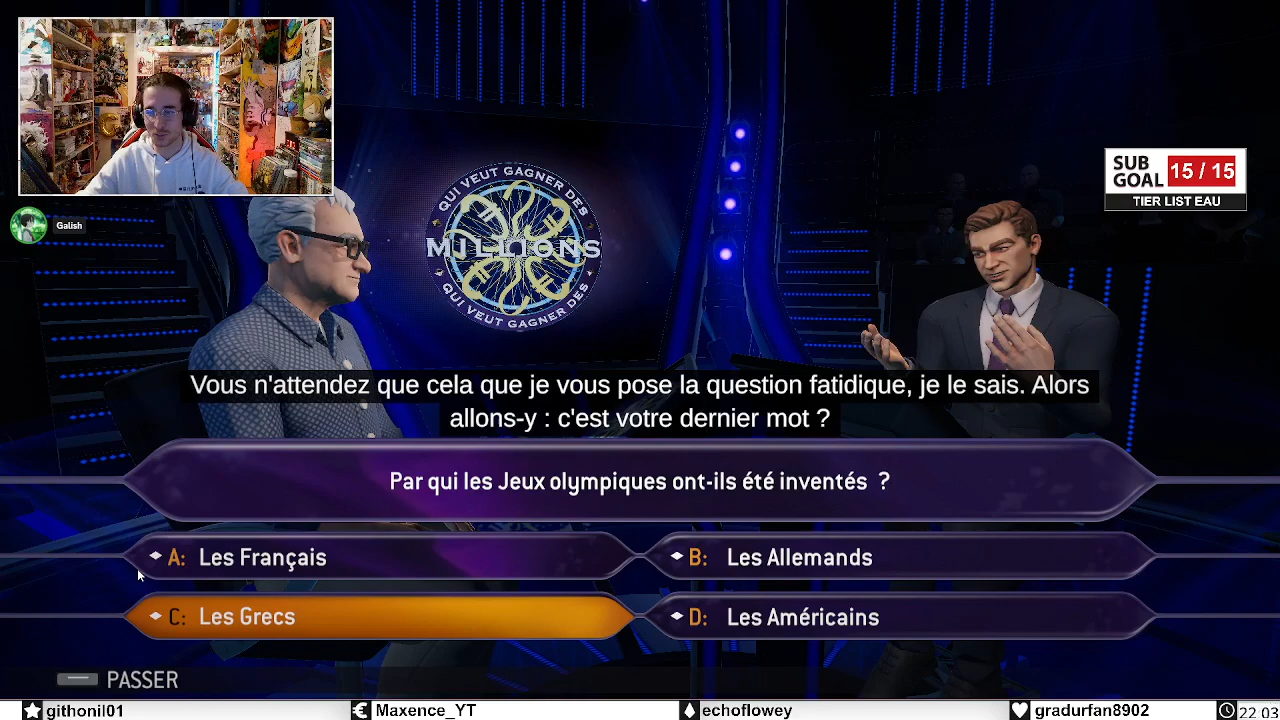 QUI VEUT GAGNER DES
MILLIONS
QUI VEUT GAGNER DES
SUB GOAL
15 / 15
TIER LIST EAU
Galish
Vous n'attendez que cela que je vous pose la question fatidique, je le sais. Alors
allons-y : c'est votre dernier mot ?
Par qui les Jeux olympiques ont-ils été inventés ?
A: Les Français
B: Les Allemands
C: Les Grecs
D: Les Américains
PASSER
githonil01
Maxence_YT
echoflowey
gradurfan8902
22:03